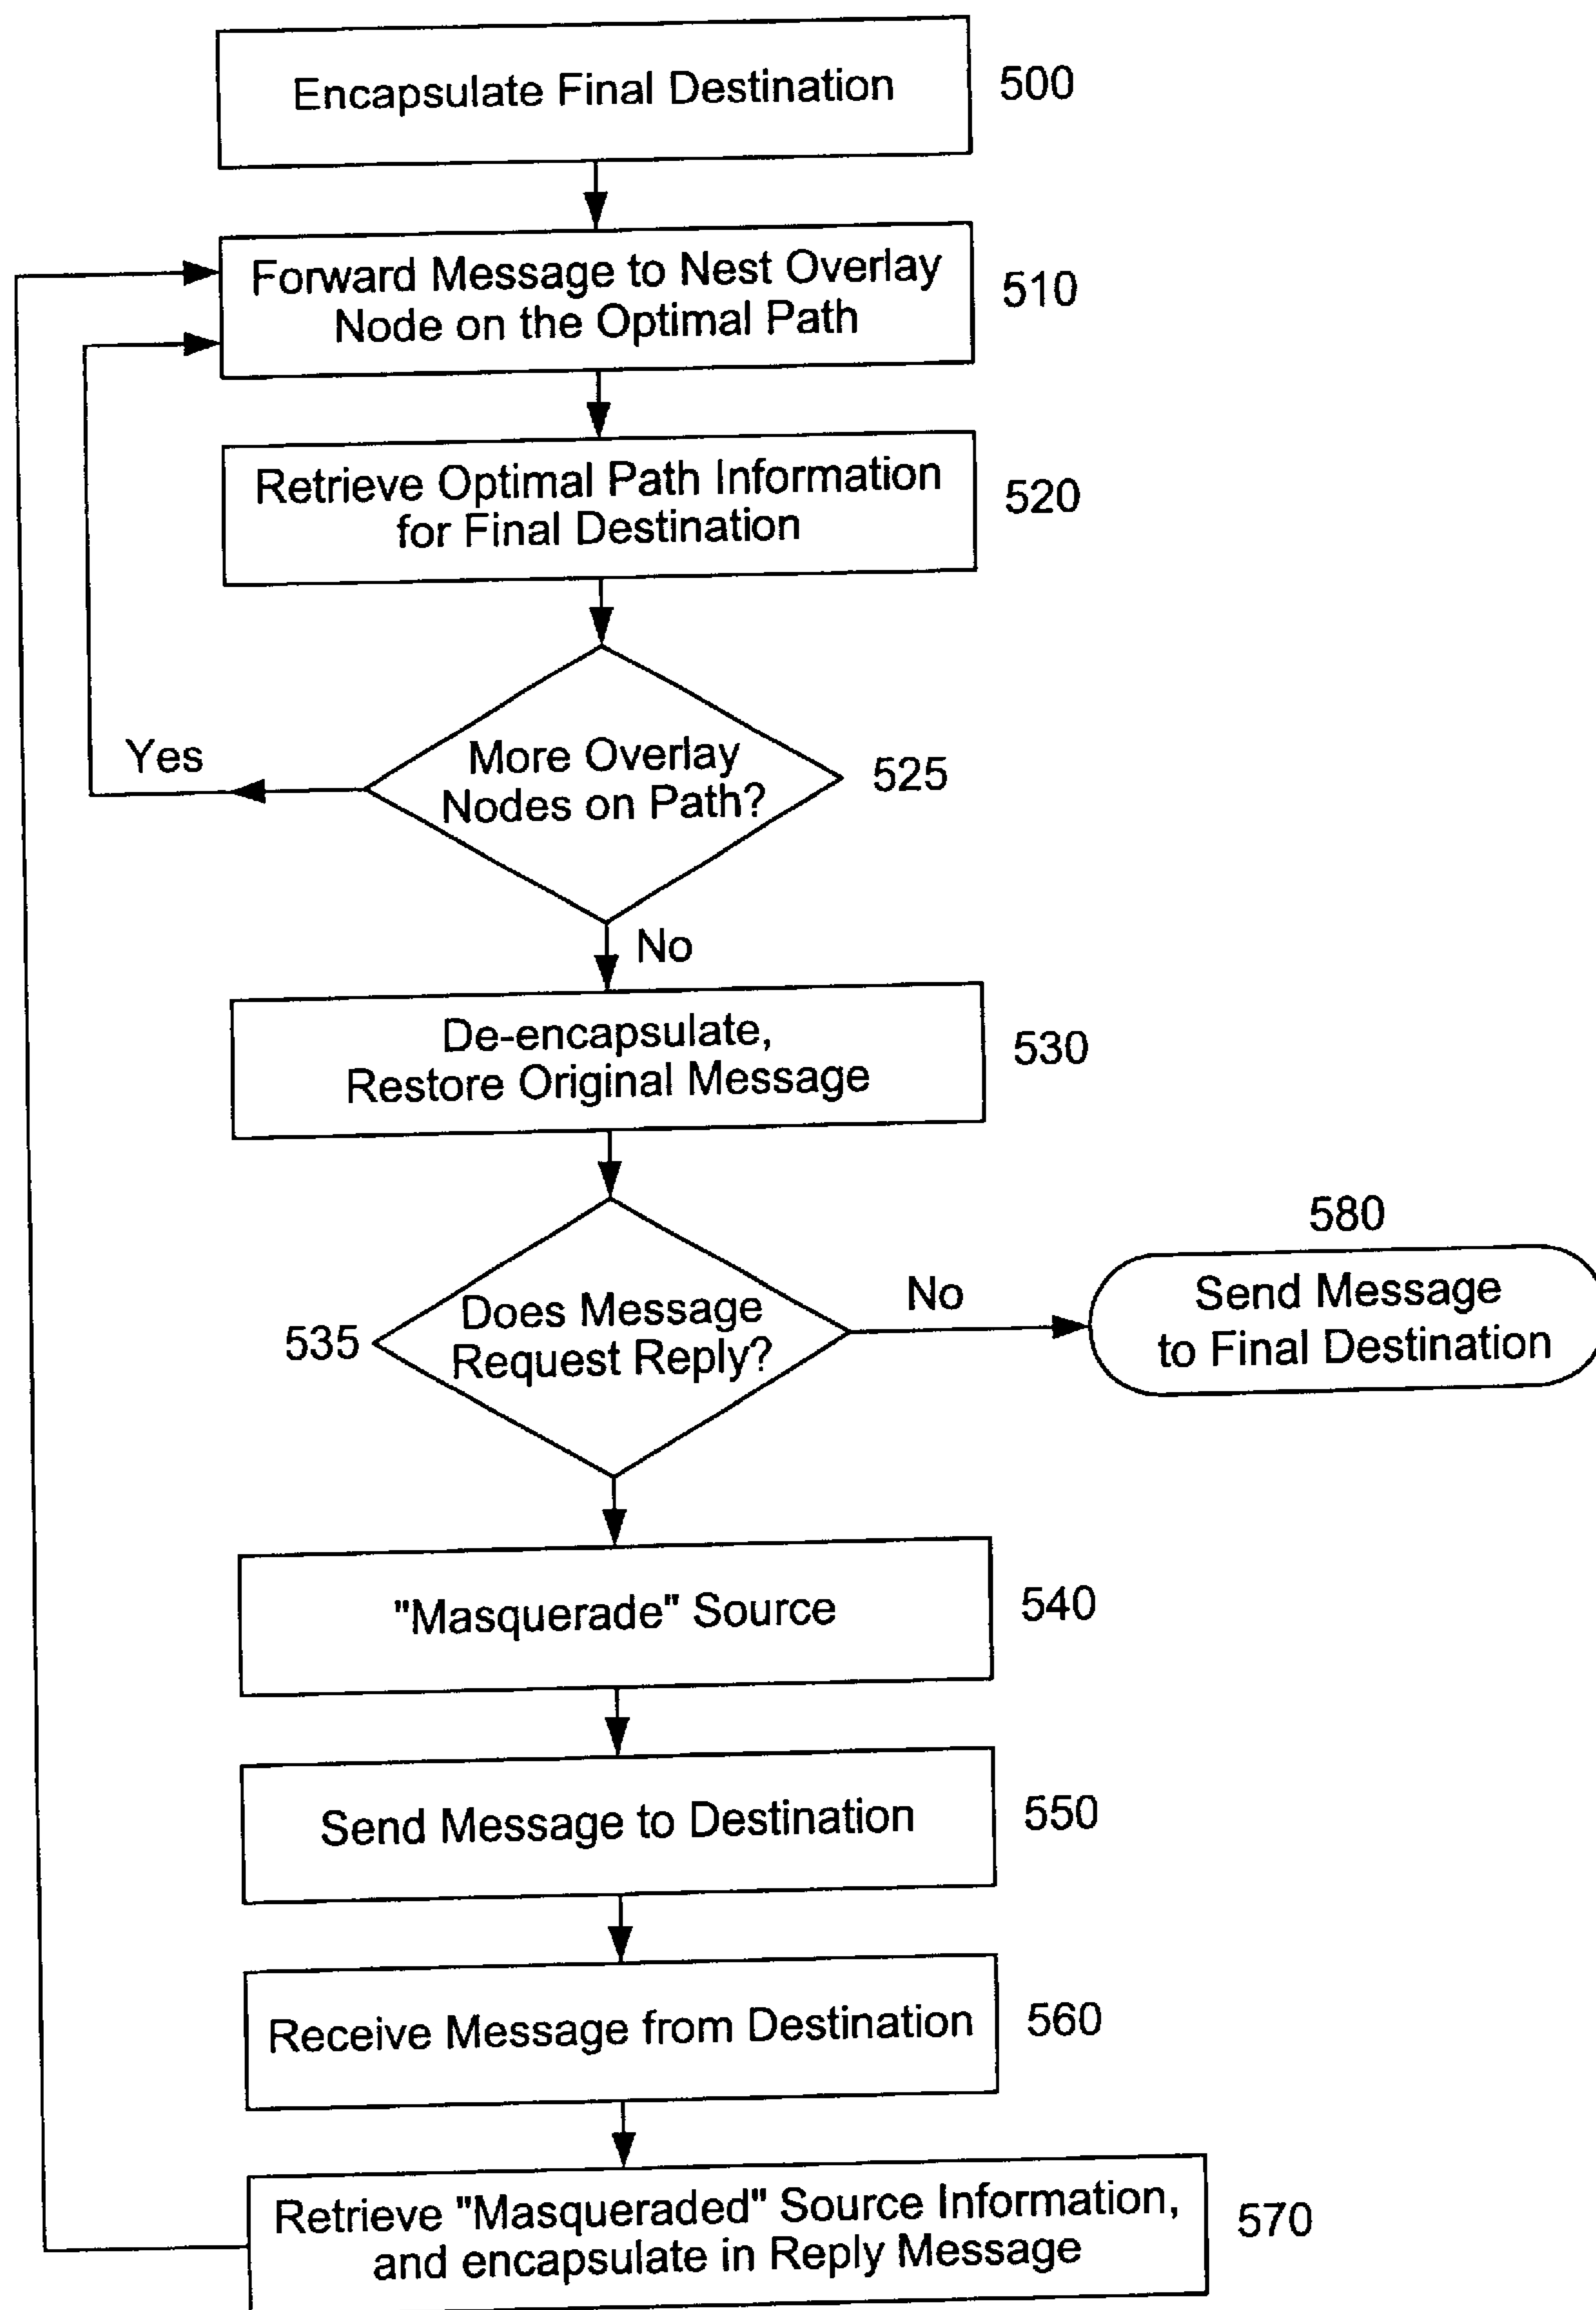 Encapsulate Final Destination
500
Forward Message to Nest Overlay
Node on the Optimal Path
510
Retrieve Optimal Path Information
for Final Destination
520
Yes
More Overlay
Nodes on Path?
525
No
De-encapsulate,
Restore Original Message
530
535
Does Message
Request Reply?
No
580
Send Message
to Final Destination
"Masquerade" Source
540
Send Message to Destination
550
Receive Message from Destination
560
Retrieve "Masqueraded" Source Information,
and encapsulate in Reply Message
570